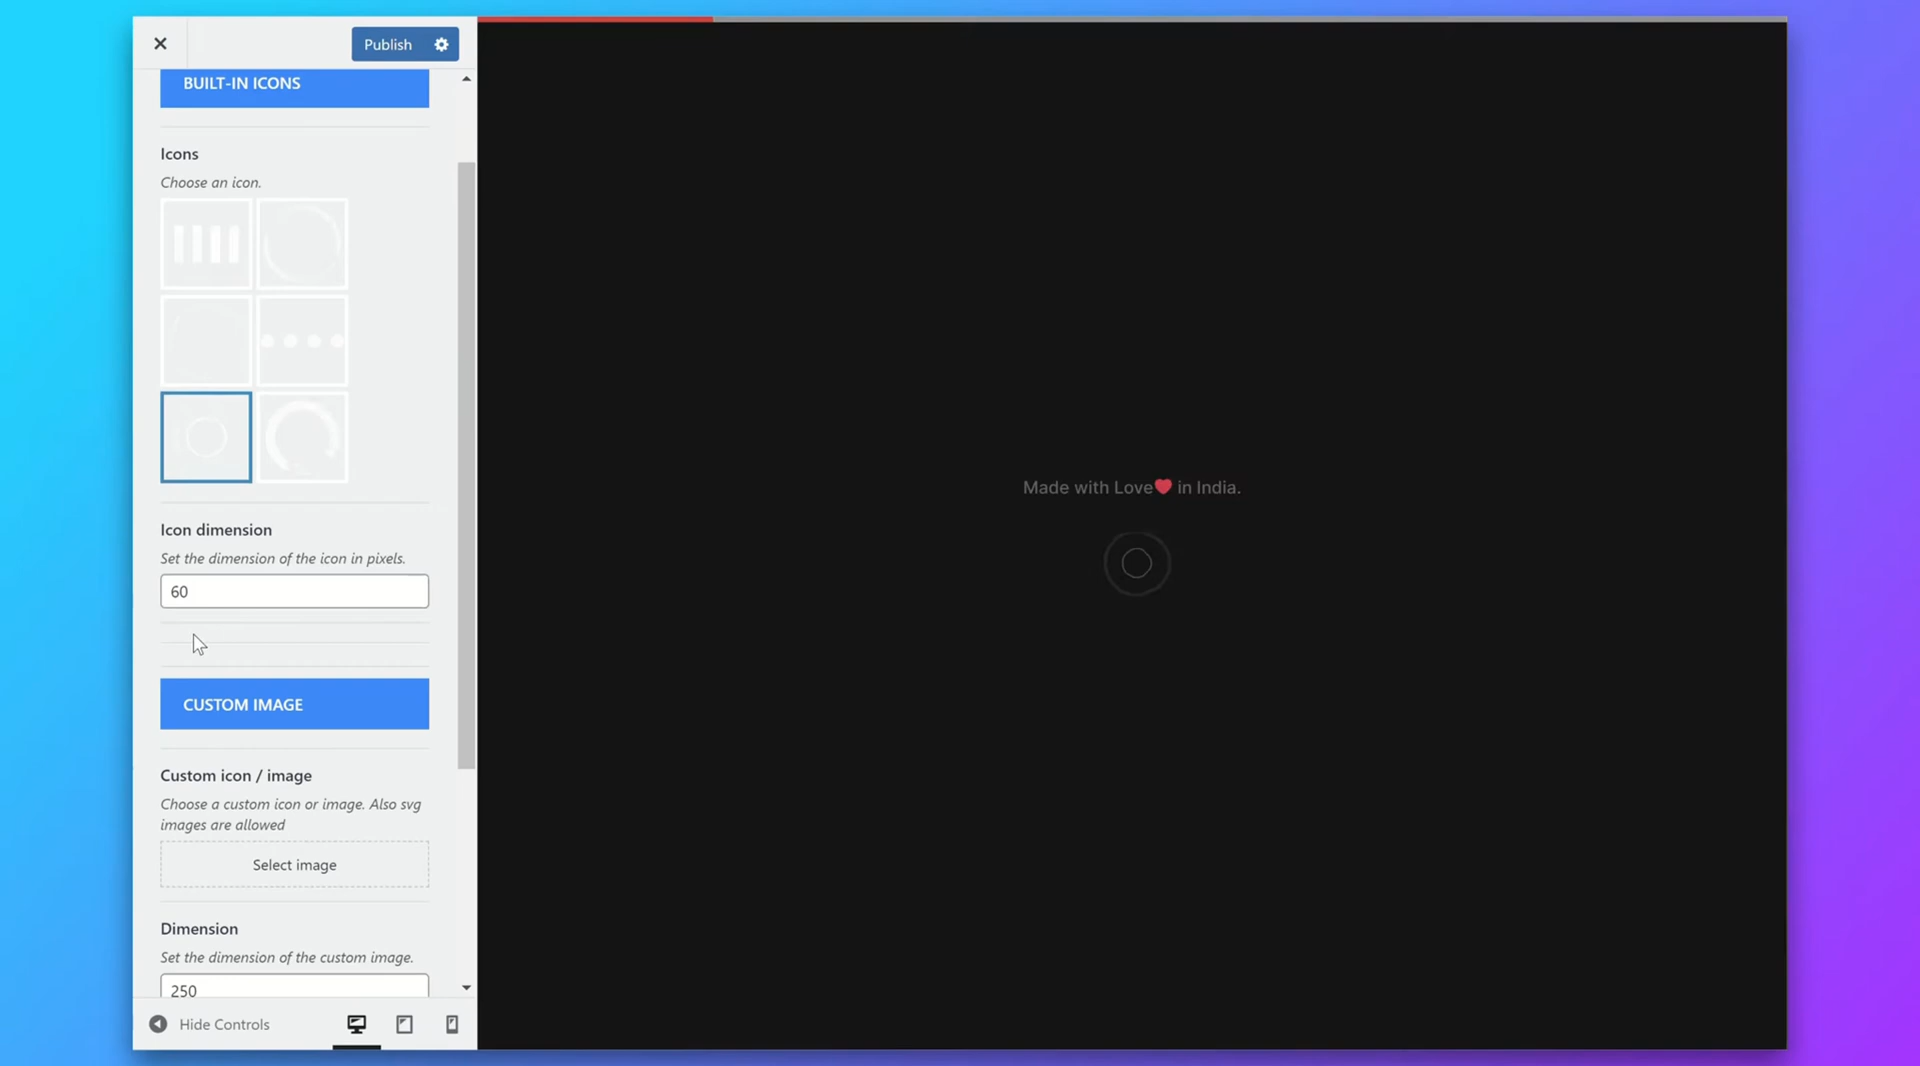 Publish
BUILT-IN ICONS
Icons
Choose an icon.
Icon dimension
Set the dimension of the icon in pixels.
60
CUSTOM IMAGE
Custom icon / image
Choose a custom icon or image. Also svg
images are allowed
Select image
Dimension
Set the dimension of the custom image.
250
Hide Controls
Made with Love❤️ in India.